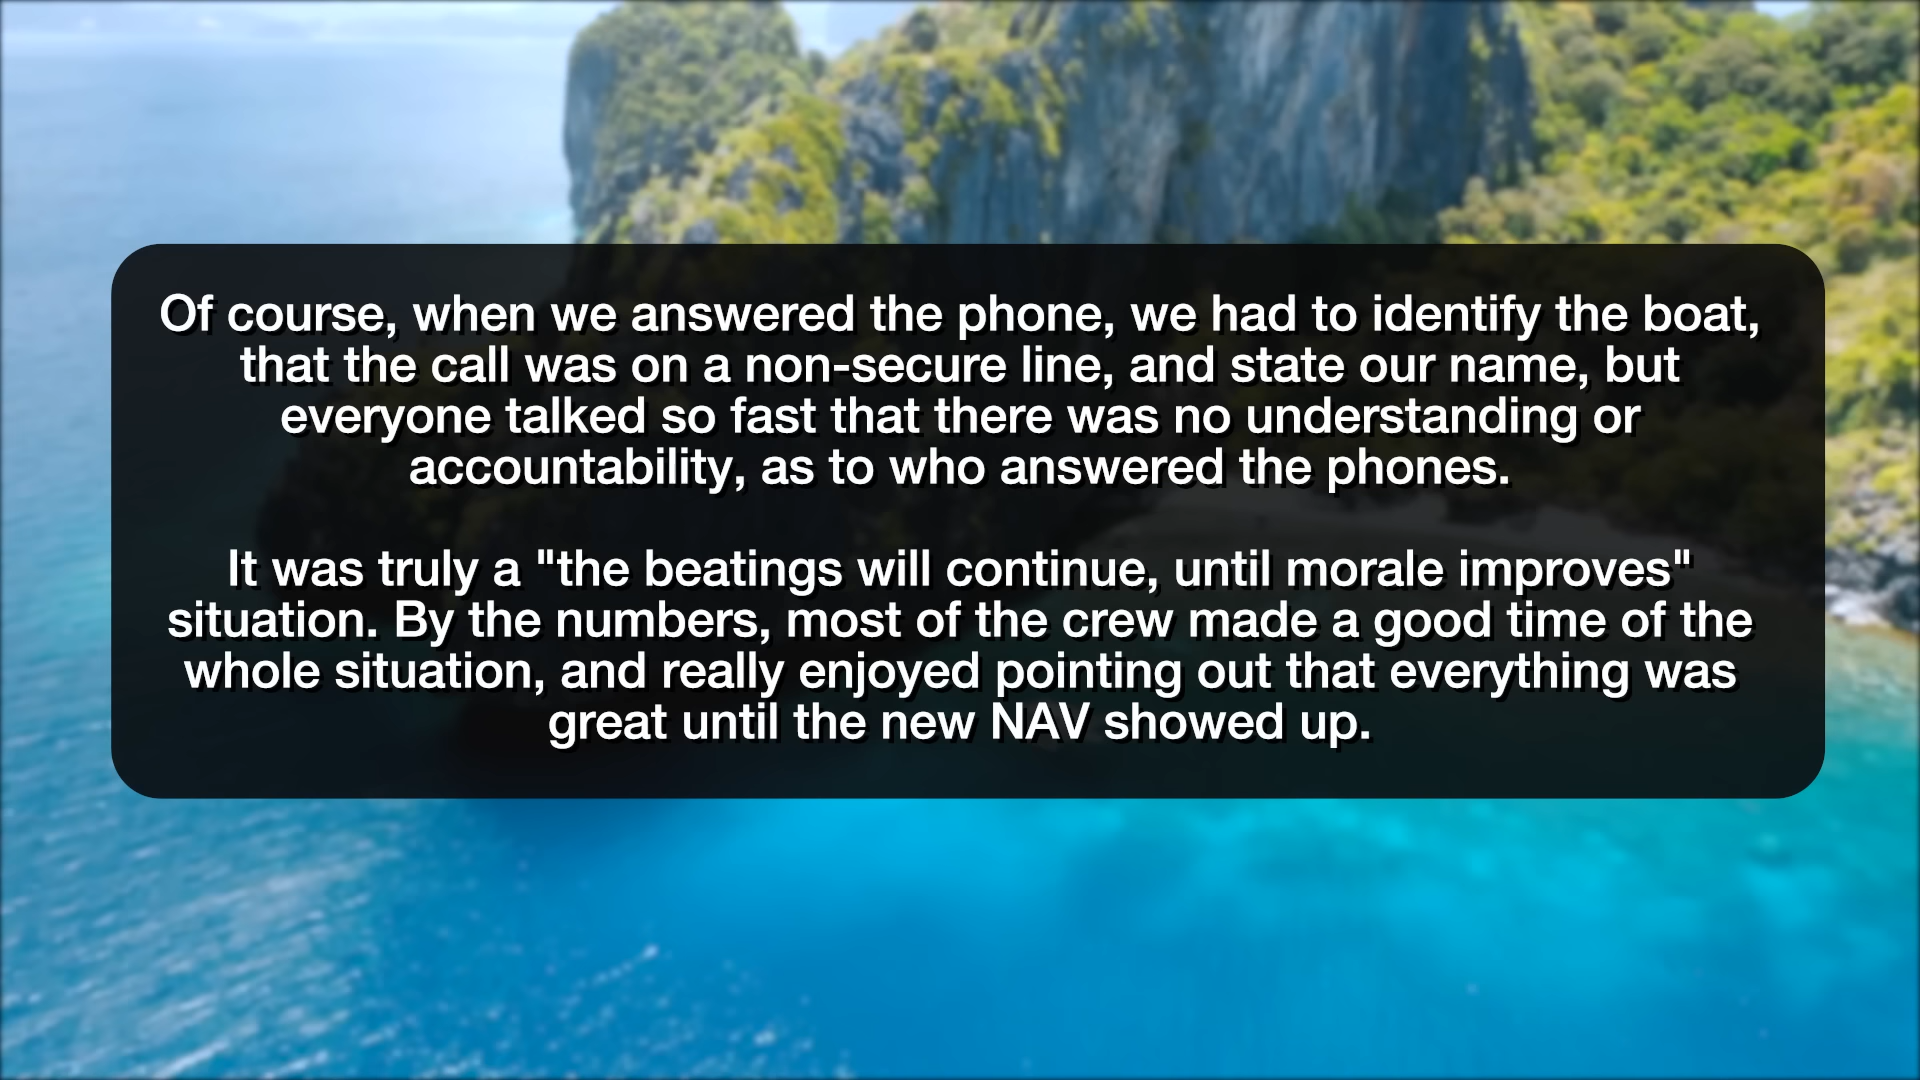 Of course, when we answered the phone, we had to identify the boat,
that the call was on a non-secure line, and state our name, but
everyone talked so fast that there was no understanding or
accountability, as to who answered the phones.
It was truly a "the beatings will continue, until morale improves"
situation. By the numbers, most of the crew made a good time of the
whole situation, and really enjoyed pointing out that everything was
great until the new NAV showed up.